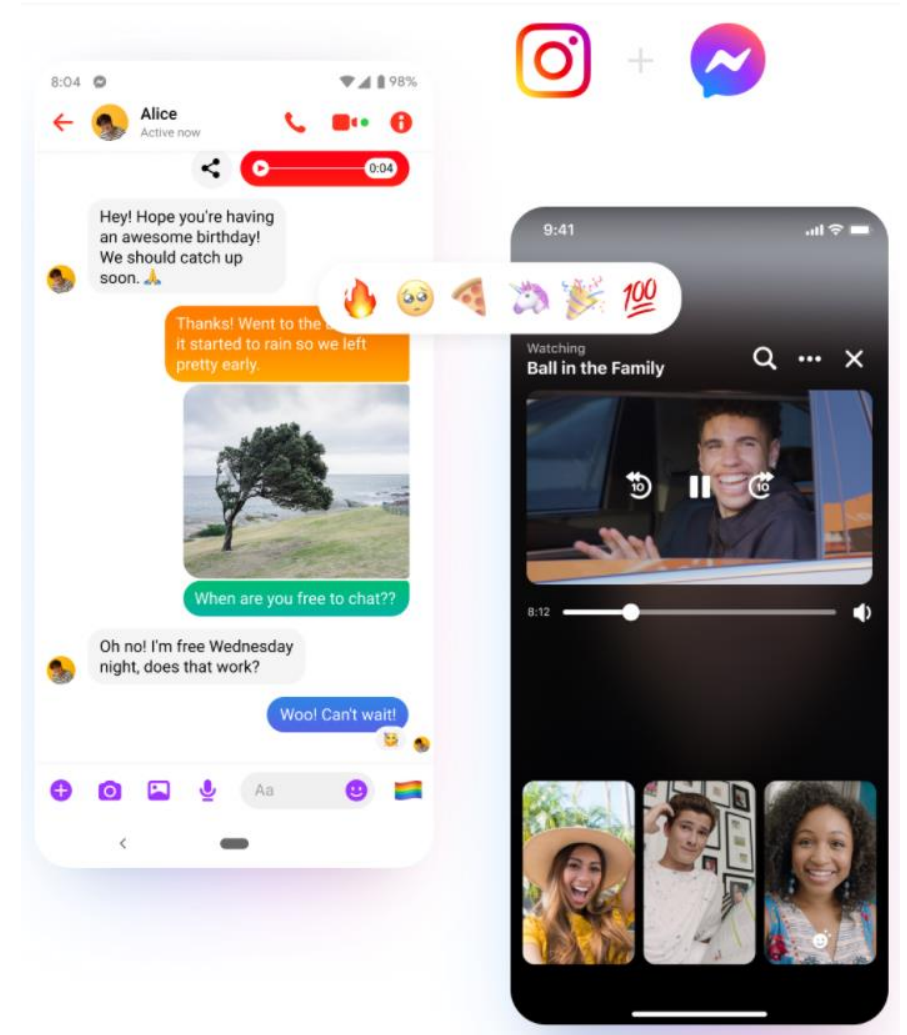 8:04
98%
Alice
Active now
0:04
Hey! Hope you're having
an awesome birthday!
We should catch up
soon. 🙏
Thanks! Went to the
it started to rain so we left
pretty early.
When are you free to chat??
Oh no! I'm free Wednesday
night, does that work?
Woo! Can't wait!
Aa
100
9:41
Watching
Ball in the Family
10
10
8:12